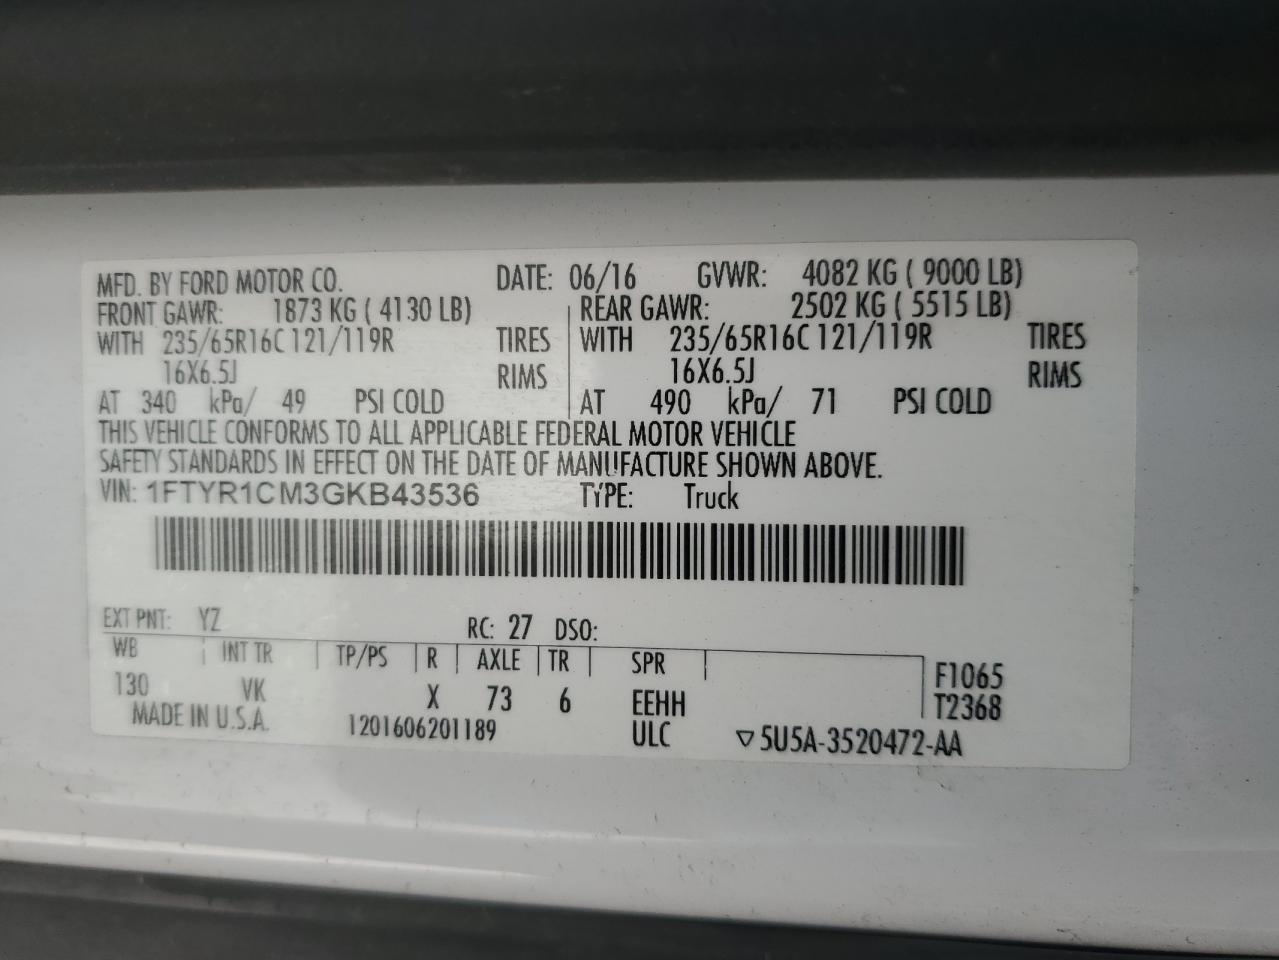 MFD. BY FORD MOTOR CO. DATE: 06/16 GVWR: 4082 KG ( 9000 LB)
FRONT GAWR: 1873 KG ( 4130 LB) REAR GAWR: 2502 KG ( 5515 LB)
WITH 235/65R16C 121/119R TIRES WITH 235/65R16C 121/119R TIRES
16X6.5J RIMS 16X6.5J RIMS
AT 340 kPa/ 49 PSI COLD AT 490 kPa/ 71 PSI COLD
THIS VEHICLE CONFORMS TO ALL APPLICABLE FEDERAL MOTOR VEHICLE
SAFETY STANDARDS IN EFFECT ON THE DATE OF MANUFACTURE SHOWN ABOVE.
VIN: 1FTYR1CM3GKB43536 TYPE: Truck
EXT PNT: YZ RC: 27 DSO:
WB INT TR TP/PS R AXLE TR SPR F1065
130 VK X 73 6 EEHH T2368
MADE IN U.S.A. 1201606201189 ULC ▽5U5A-3520472-AA